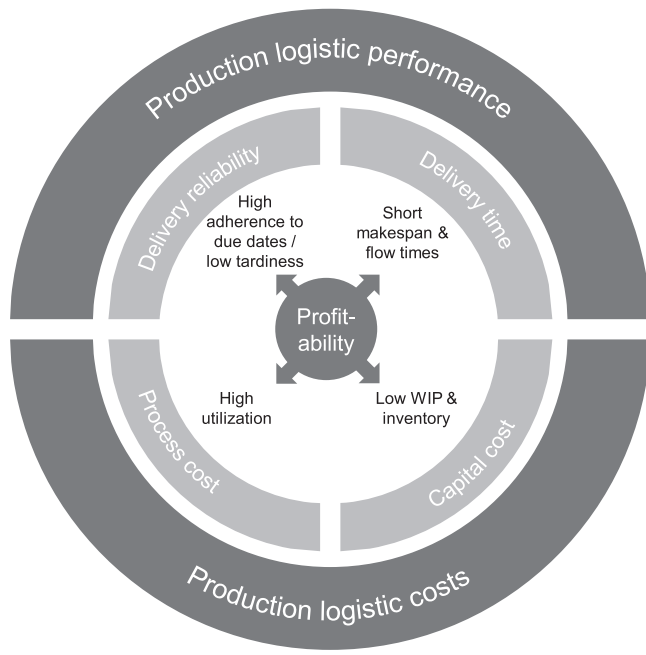 Production logistic performance
Delivery reliability
Delivery time
High
adherence to
due dates /
low tardiness
Short
makespan &
flow times
Profit-
ability
High
utilization
Low WIP &
inventory
Process cost
Capital cost
Production logistic costs